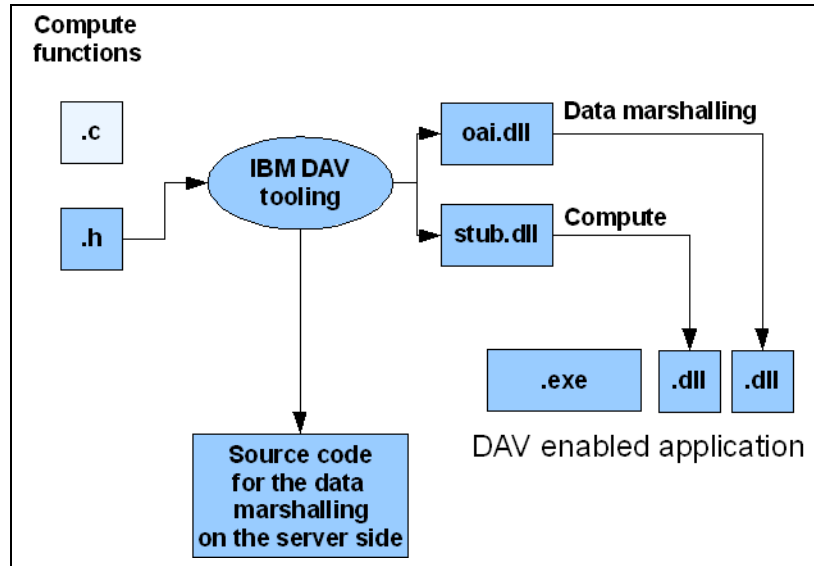 Compute
functions
.c
.h
IBM DAV
tooling
oai.dll
Data marshalling
stub.dll
Compute
.exe
.dll
.dll
DAV enabled application
Source code
for the data
marshalling
on the server side